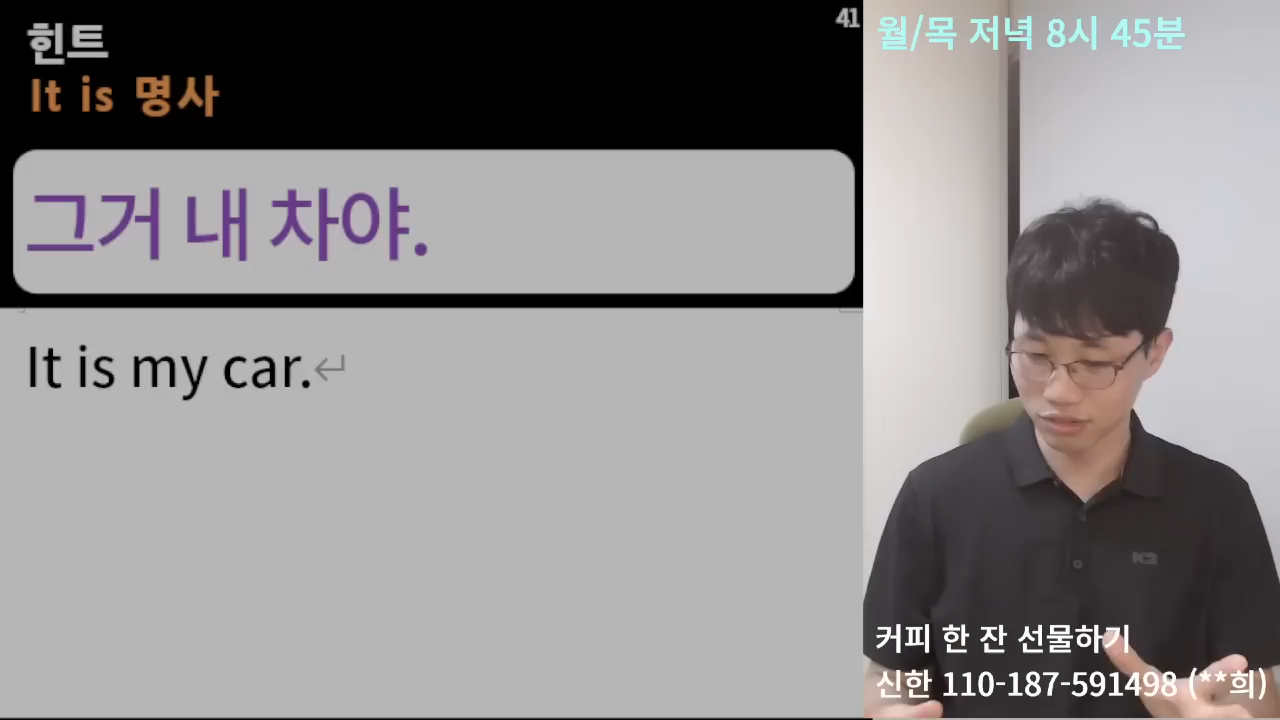 힌트
It is 명사
41
그거 내 차야.
It is my car.↵
월/목 저녁 8시 45분
K2
커피 한 잔 선물하기
신한 110-187-591498 (**희)